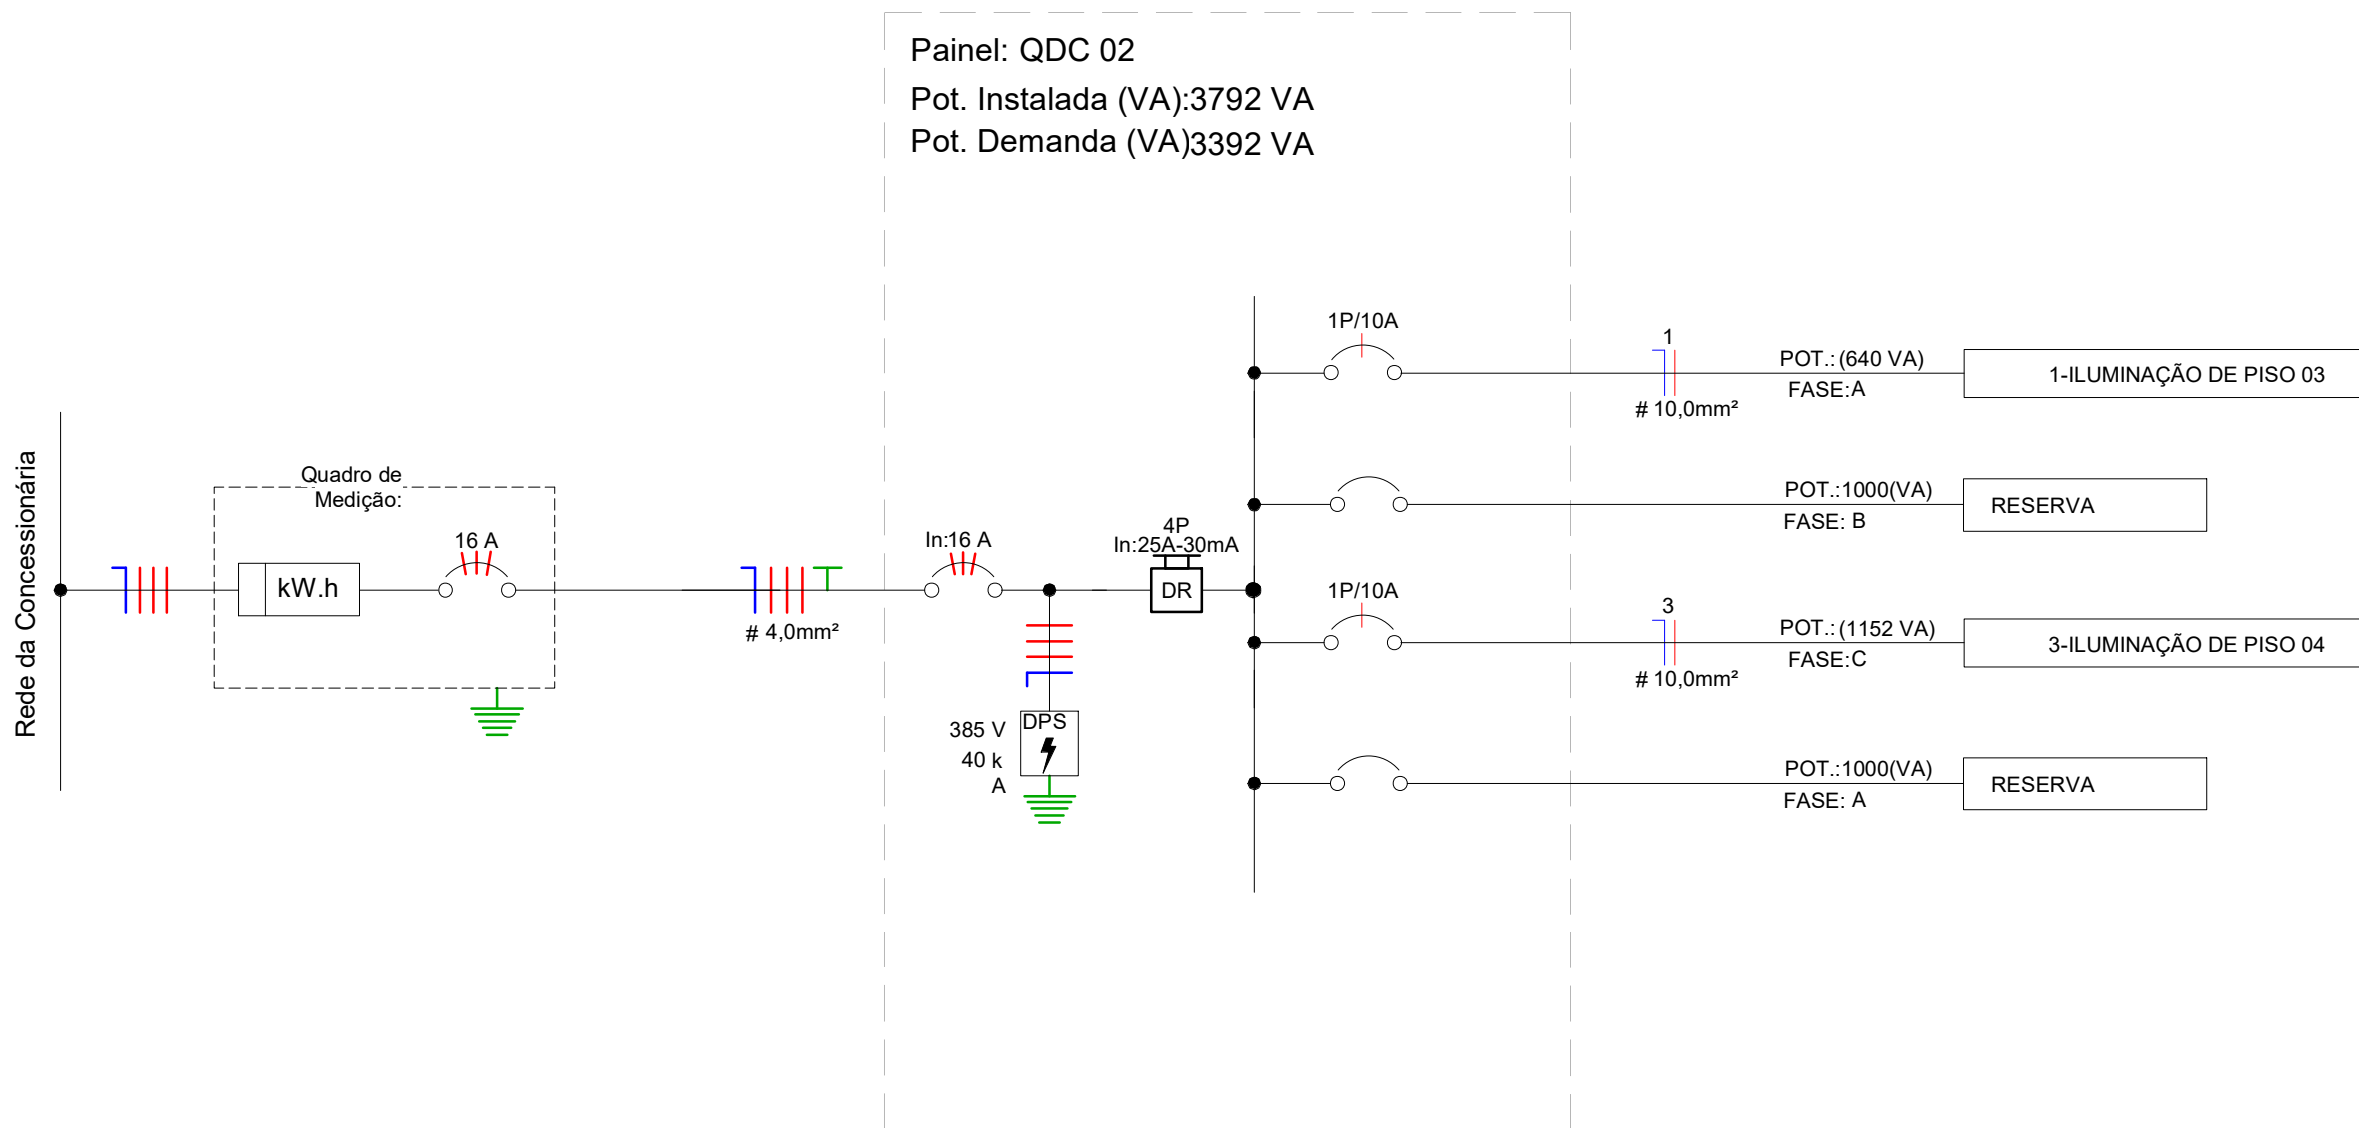 Painel: QDC 02
Pot. Instalada (VA):3792 VA
Pot. Demanda (VA)3392 VA
Rede da Concessionária
Quadro de
Medição:
kW.h
16 A
# 4,0mm²
In:16 A
385 V
40 k
A
DPS
4P
In:25A-30mA
DR
1P/10A
1
# 10,0mm²
POT.: (640 VA)
FASE:A
1-ILUMINAÇÃO DE PISO 03
POT.:1000(VA)
FASE: B
RESERVA
1P/10A
3
# 10,0mm²
POT.: (1152 VA)
FASE:C
3-ILUMINAÇÃO DE PISO 04
POT.:1000(VA)
FASE: A
RESERVA